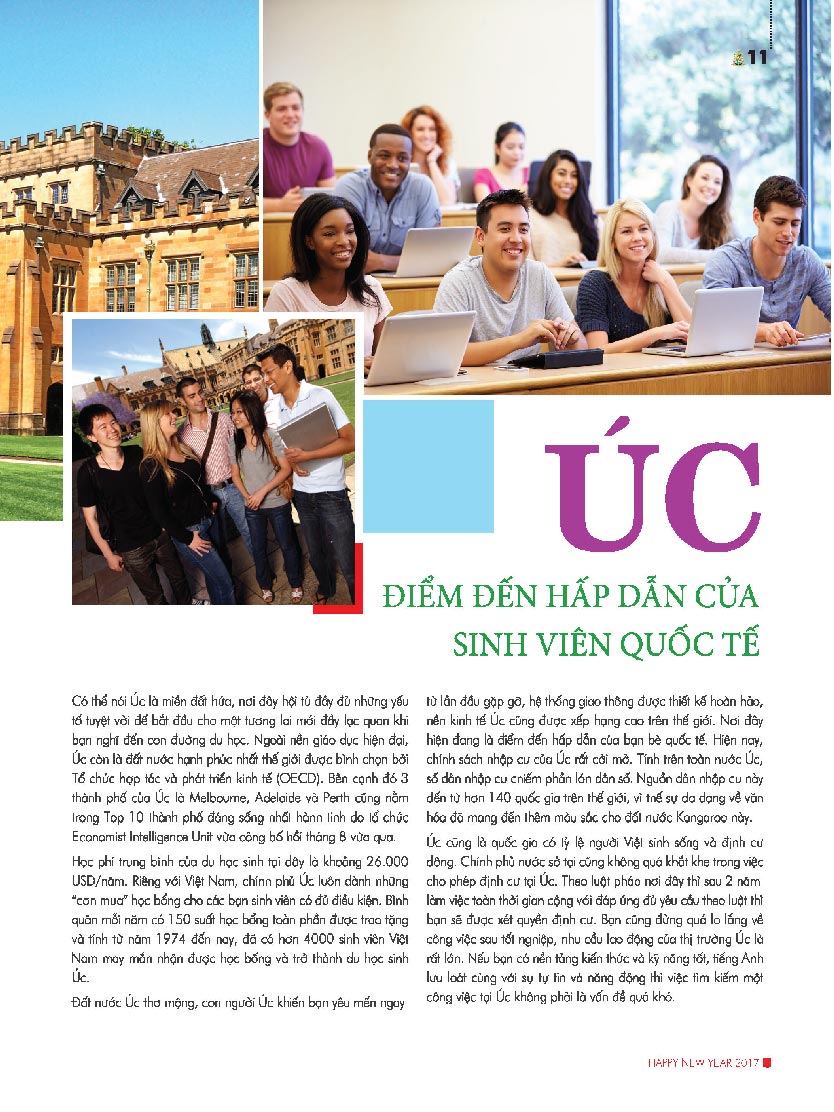 11
ÚC
ĐIỂM ĐẾN HẤP DẪN CỦA
SINH VIÊN QUỐC TẾ
Có thể nói Úc là miền đất hứa, nơi đây hội tụ đầy đủ những yếu
tố tuyệt vời để bắt đầu cho một tương lai mới đầy lạc quan khi
bạn nghĩ đến con đường du học. Ngoài nền giáo dục hiện đại,
Úc còn là đất nước hạnh phúc nhất thế giới được bình chọn bởi
Tổ chức hợp tác và phát triển kinh tế (OECD). Bên cạnh đó 3
thành phố của Úc là Melbourne, Adelaide và Perth cũng nằm
trong Top 10 thành phố đáng sống nhất hành tinh do tổ chức
Economist Intelligence Unit vừa công bố hồi tháng 8 vừa qua.
Học phí trung bình của du học sinh tại đây là khoảng 26.000
USD/năm. Riêng với Việt Nam, chính phủ Úc luôn dành những
“cơn mưa” học bổng cho các bạn sinh viên có đủ điều kiện. Bình
quân mỗi năm có 150 suất học bổng toàn phần được trao tặng
và tính từ năm 1974 đến nay, đã có hơn 4000 sinh viên Việt
Nam may mắn nhận được học bổng và trở thành du học sinh
Úc.
Đất nước Úc thơ mộng, con người Úc khiến bạn yêu mến ngay
từ lần đầu gặp gỡ, hệ thống giao thông được thiết kế hoàn hảo,
nền kinh tế Úc cũng được xếp hạng cao trên thế giới. Nơi đây
hiện đang là điểm đến hấp dẫn của bạn bè quốc tế. Hiện nay,
chính sách nhập cư của Úc rất cởi mở. Tính trên toàn nước Úc,
số dân nhập cư chiếm phần lớn dân số. Nguồn dân nhập cư này
đến từ hơn 140 quốc gia trên thế giới, vì thế sự đa dạng về văn
hóa đã mang đến thêm màu sắc cho đất nước Kangaroo này.
Úc cũng là quốc gia có tỷ lệ người Việt sinh sống và định cư
đông. Chính phủ nước sở tại cũng không quá khắt khe trong việc
cho phép định cư tại Úc. Theo luật pháp nơi đây thì sau 2 năm
làm việc toàn thời gian cộng với đáp ứng đủ yêu cầu theo luật thì
bạn sẽ được xét quyền định cư. Bạn cũng đừng quá lo lắng về
công việc sau tốt nghiệp, nhu cầu lao động của thị trường Úc là
rất lớn. Nếu bạn có nền tảng kiến thức và kỹ năng tốt, tiếng Anh
lưu loát cùng với sự tự tin và năng động thì việc tìm kiếm một
công việc tại Úc không phải là vấn đề quá khó.
HAPPY NEW YEAR 2017